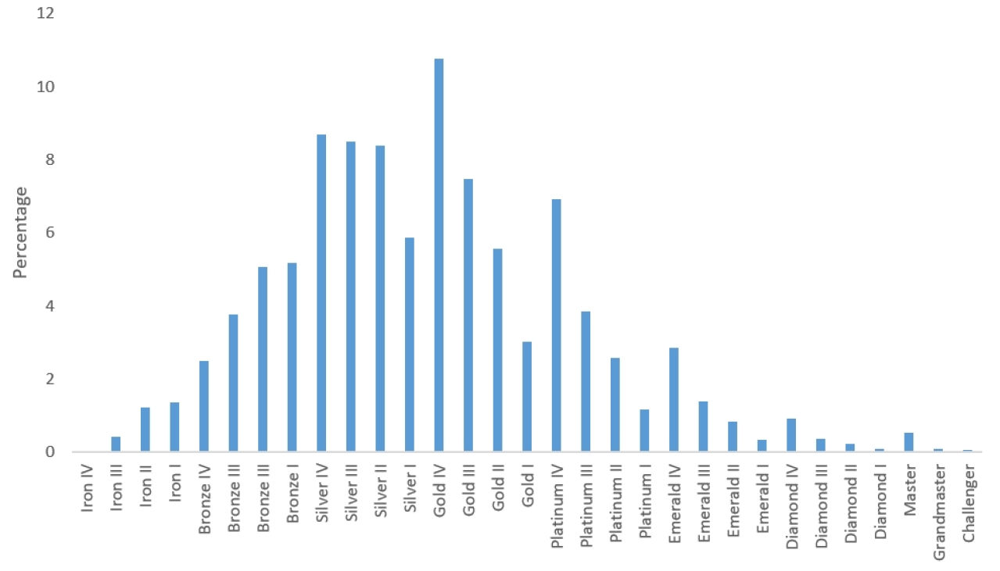 12
10
8
6
4
2
0
Percentage
Iron IV
Iron III
Iron II
Iron I
Bronze IV
Bronze III
Bronze III
Bronze I
Silver IV
Silver III
Silver II
Silver I
Gold IV
Gold III
Gold II
Gold I
Platinum IV
Platinum III
Platinum II
Platinum I
Emerald IV
Emerald III
Emerald II
Emerald I
Diamond IV
Diamond III
Diamond II
Diamond I
Master
Grandmaster
Challenger